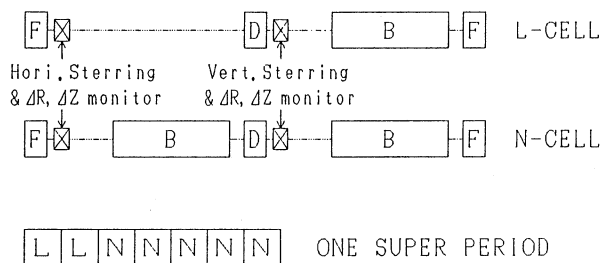 F D B F L-CELL
Hori. Sterring Vert. Sterring
& ΔR, ΔZ monitor & ΔR, ΔZ monitor
F B D B F N-CELL
L L N N N N N ONE SUPER PERIOD